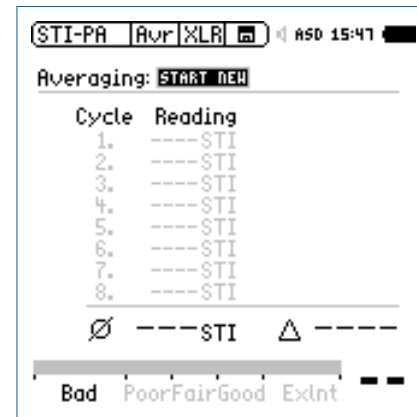 STI-PA Avr XLR ASD 15:47
Averaging: START NEW
Cycle Reading
1. ----STI
2. ----STI
3. ----STI
4. ----STI
5. ----STI
6. ----STI
7. ----STI
8. ----STI
Ø ---STI △ ----
Bad Poor Fair Good Exlnt --